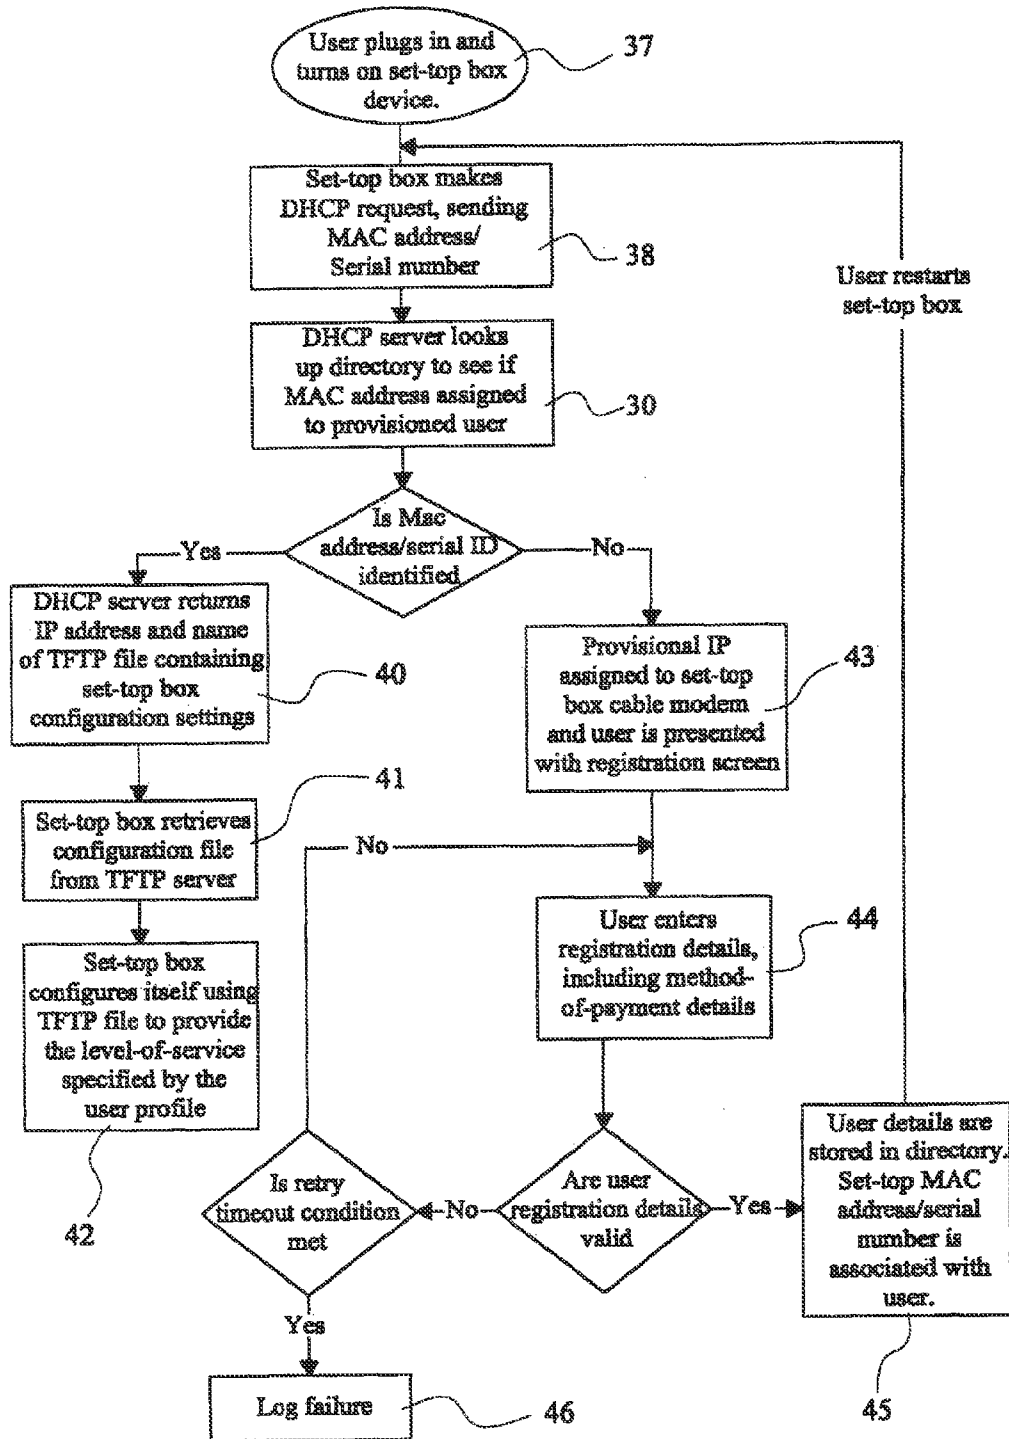 User plugs in and
turns on set-top box
device.
37
Set-top box makes
DHCP request, sending
MAC address/
Serial number
38
User restarts
set-top box
DHCP server looks
up directory to see if
MAC address assigned
to provisioned user
30
Is Mac
address/serial ID
identified
Yes
No
DHCP server returns
IP address and name
of TFTP file containing
set-top box
configuration settings
40
Provisional IP
assigned to set-top
box cable modem
and user is presented
with registration screen
43
Set-top box retrieves
configuration file
from TFTP server
41
No
User enters
registration details,
including method-
of-payment details
44
Set-top box
configures itself using
TFTP file to provide
the level-of-service
specified by the
user profile
42
Is retry
timeout condition
met
No
Are user
registration details
valid
Yes
User details are
stored in directory.
Set-top MAC
address/serial
number is
associated with
user.
45
Yes
Log failure
46